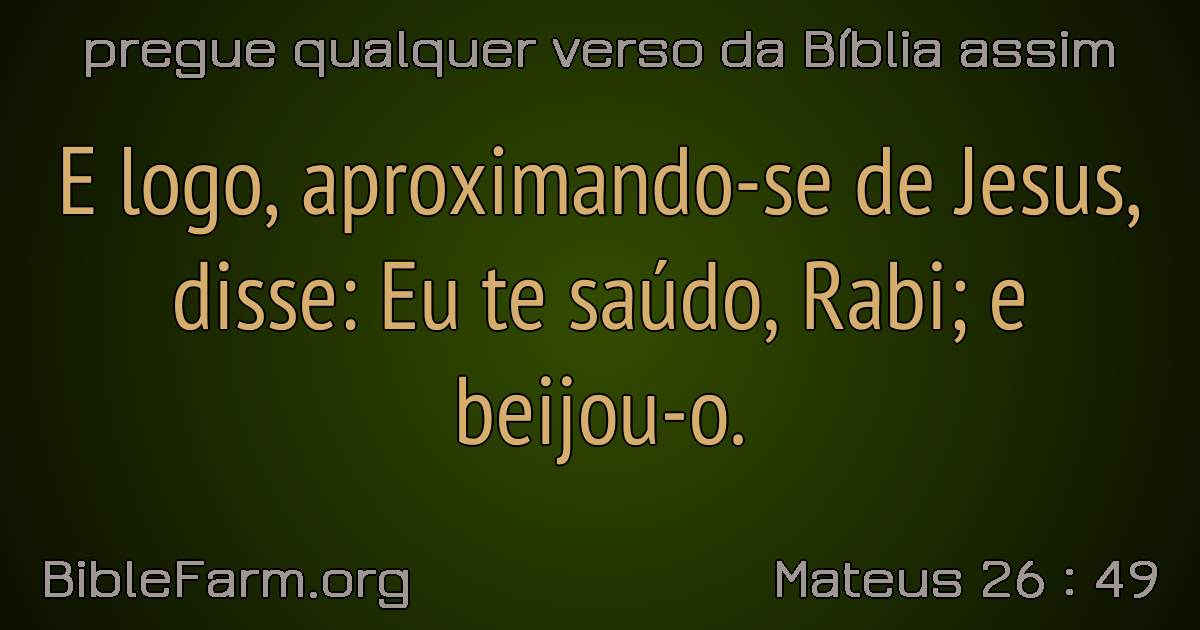 pregue qualquer verso da Bíblia assim
E logo, aproximando-se de Jesus,
disse: Eu te saúdo, Rabi; e
beijou-o.
BibleFarm.org
Mateus 26 : 49